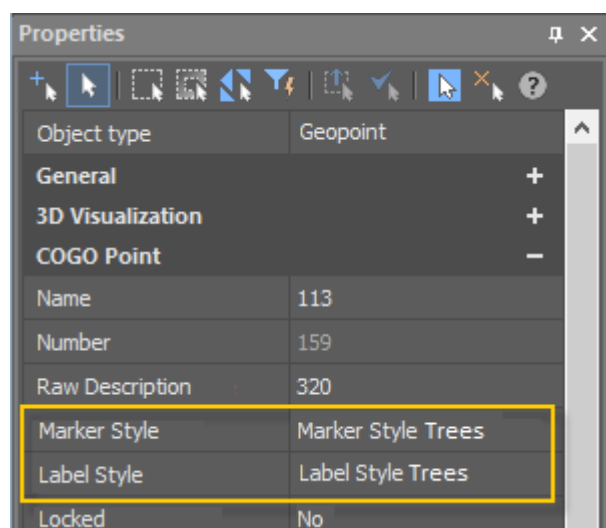 Properties
Object type Geopoint
General
3D Visualization
COGO Point
Name 113
Number 159
Raw Description 320
Marker Style Marker Style Trees
Label Style Label Style Trees
Locked No